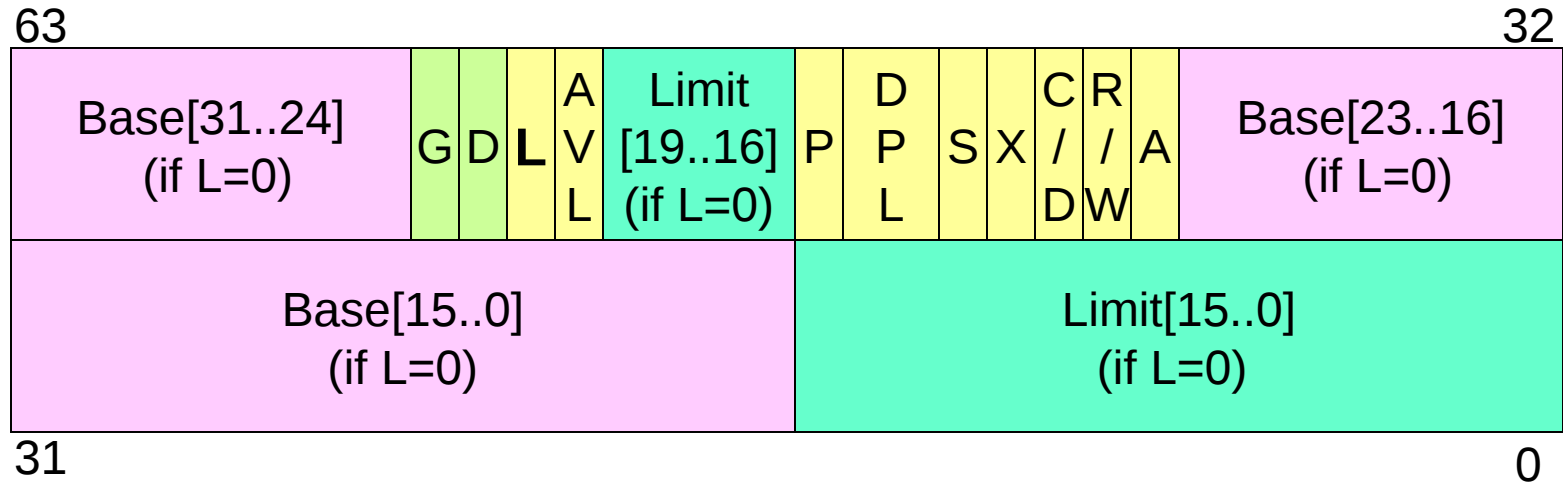 63
32
Base[31..24]
(if L=0)
G
D
L
A
V
L
Limit
[19..16]
(if L=0)
P
D
P
L
S
X
C
/
D
R
/
W
A
Base[23..16]
(if L=0)
Base[15..0]
(if L=0)
Limit[15..0]
(if L=0)
31
0